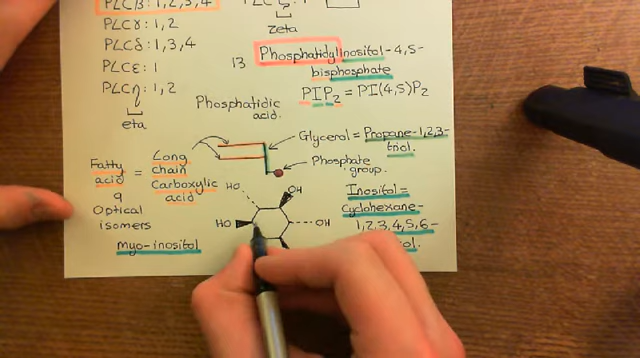 PLCβ: 1,2,3,4
PLCγ: 1,2
PLCδ: 1,3,4
PLCε: 1
PLCη: 1,2
eta
zeta
13
Phosphatidylinositol-4,5-
bisphosphate
PIP2 = PI(4,5)P2
Phosphatidic
acid.
Glycerol = Propane-1,2,3-
triol.
Phosphate
group.
Fatty
acid
=
Long
chain
Carboxylic
acid
9
Optical
isomers
myo-inositol
HO
OH
HO
OH
Inositol =
Cyclohexane-
1,2,3,4,5,6-
ol.